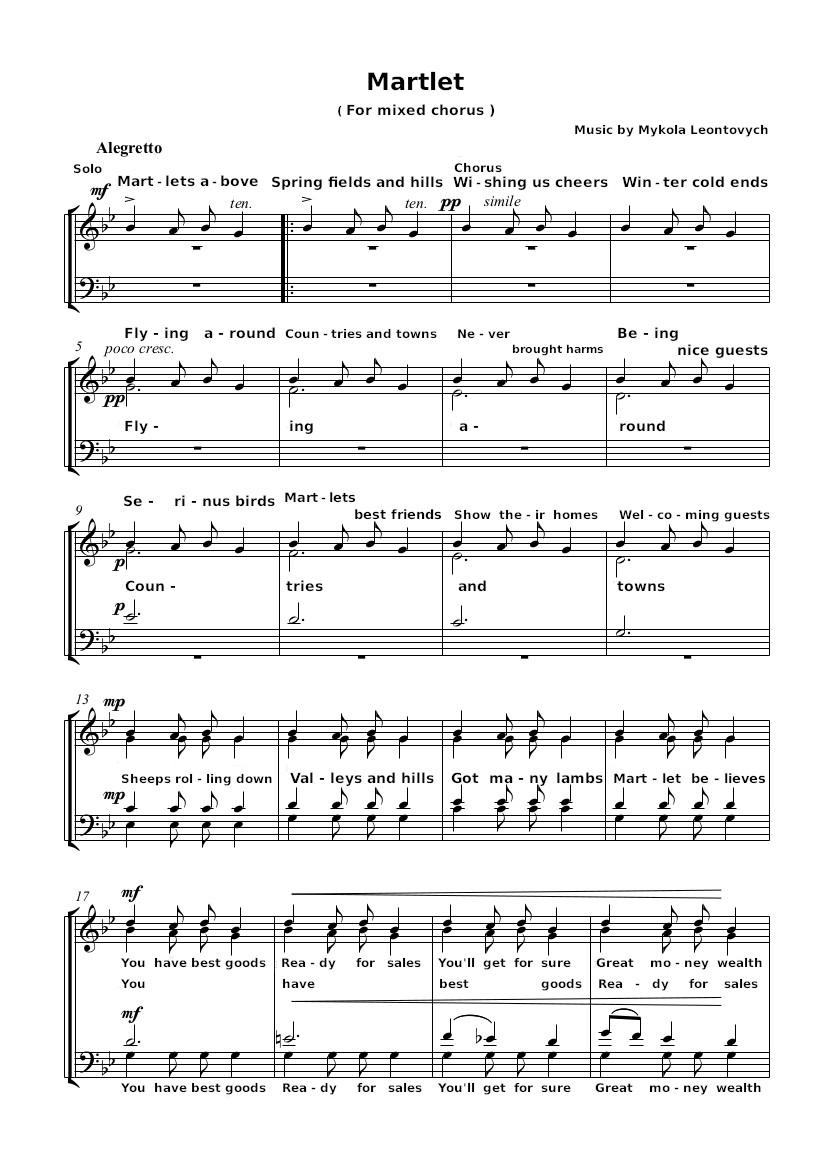 Martlet
( For mixed chorus )
Music by Mykola Leontovych
Alegretto
Solo
Chorus
Mart - lets a - bove Spring fields and hills Wi - shing us cheers Win - ter cold ends
mf
ten. ten. pp simile
Fly - ing a - round Coun - tries and towns Ne - ver Be - ing
5 poco cresc. brought harms nice guests
pp
Fly - ing a - round
Se - ri - nus birds Mart - lets
9 best friends Show the - ir homes Wel - co - ming guests
p
Coun - tries and towns
p
13 mp
Sheeps rol - ling down Val - leys and hills Got ma - ny lambs Mart - let be - lieves
mp
17 mf
You have best goods Rea - dy for sales You'll get for sure Great mo - ney wealth
You have best goods Rea - dy for sales
mf
You have best goods Rea - dy for sales You'll get for sure Great mo - ney wealth